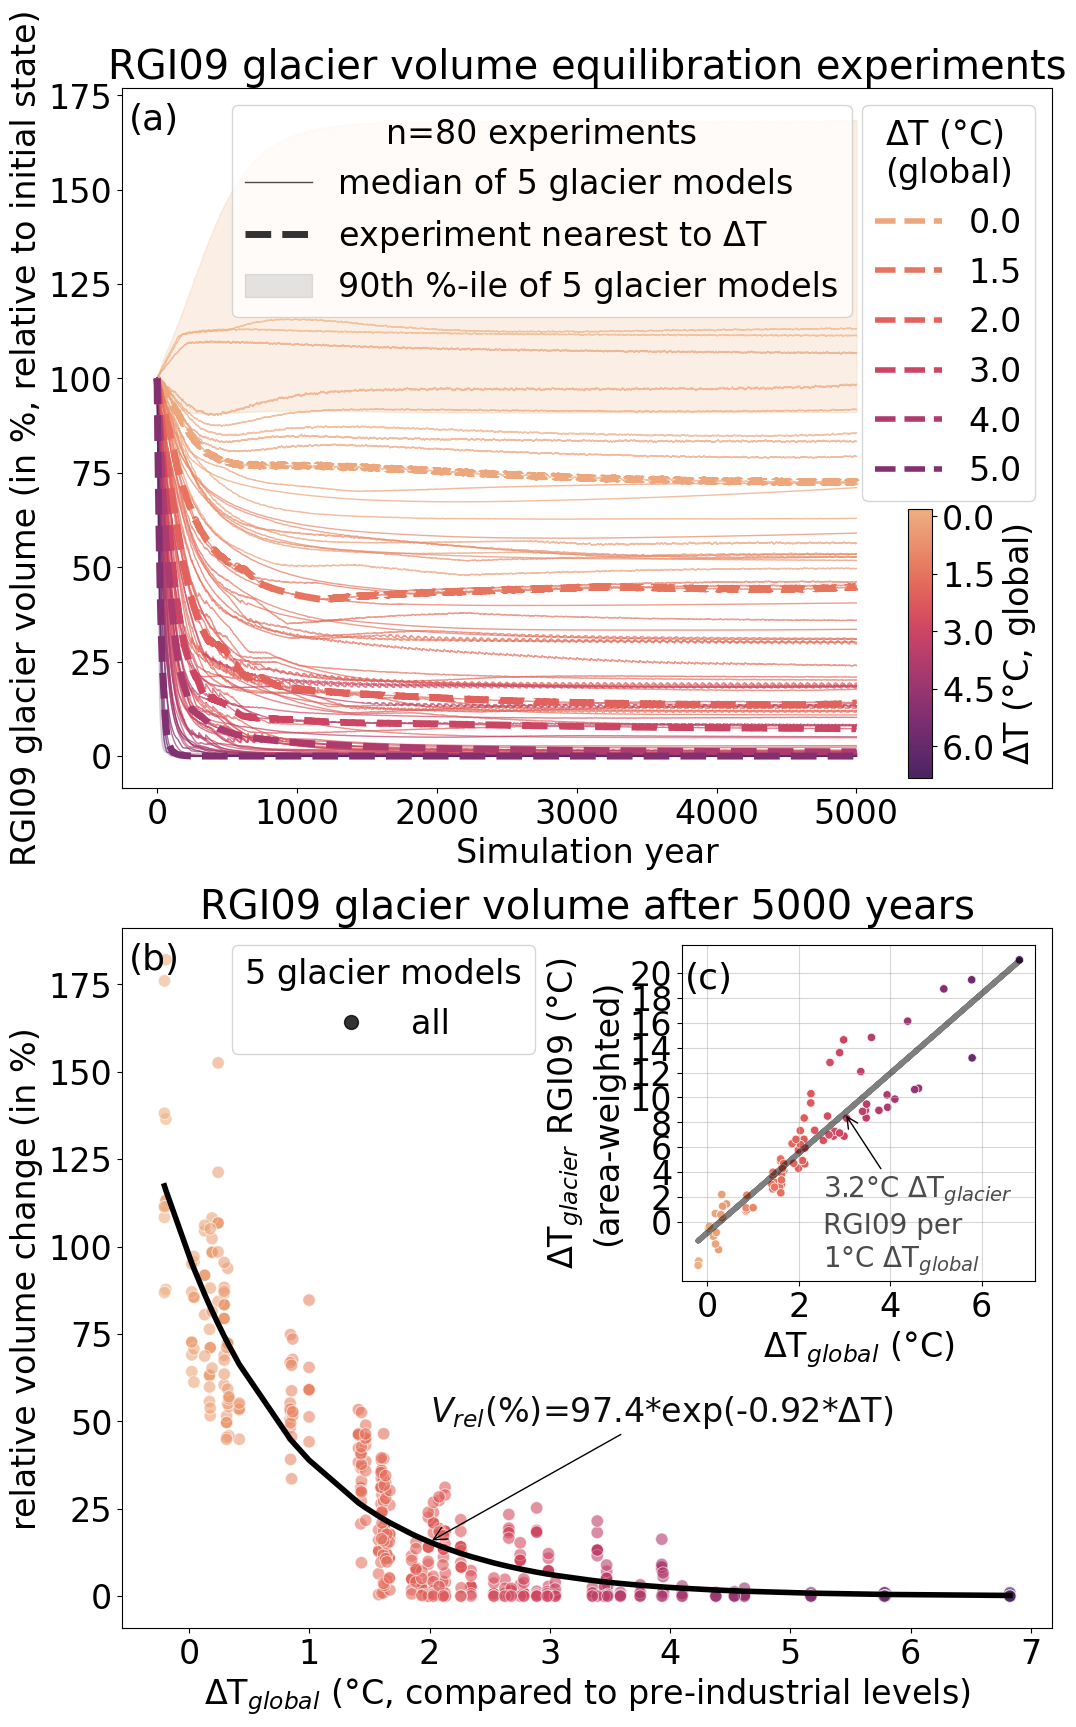 RGI09 glacier volume equilibration experiments
(a)
RGI09 glacier volume (in %, relative to initial state)
175
150
125
100
75
50
25
0
n=80 experiments
median of 5 glacier models
experiment nearest to ΔT
90th %-ile of 5 glacier models
ΔT (°C)
(global)
0.0
1.5
2.0
3.0
4.0
5.0
0.0
1.5
3.0
4.5
6.0
ΔT (°C, global)
0 1000 2000 3000 4000 5000
Simulation year
RGI09 glacier volume after 5000 years
(b)
relative volume change (in %)
175
150
125
100
75
50
25
0
5 glacier models
all
(c)
ΔT_glacier RGI09 (°C)
(area-weighted)
20
18
16
14
12
10
8
6
4
2
0
3.2°C ΔT_glacier
RGI09 per
1°C ΔT_global
0 2 4 6
ΔT_global (°C)
V_rel(%)=97.4*exp(-0.92*ΔT)
0 1 2 3 4 5 6 7
ΔT_global (°C, compared to pre-industrial levels)